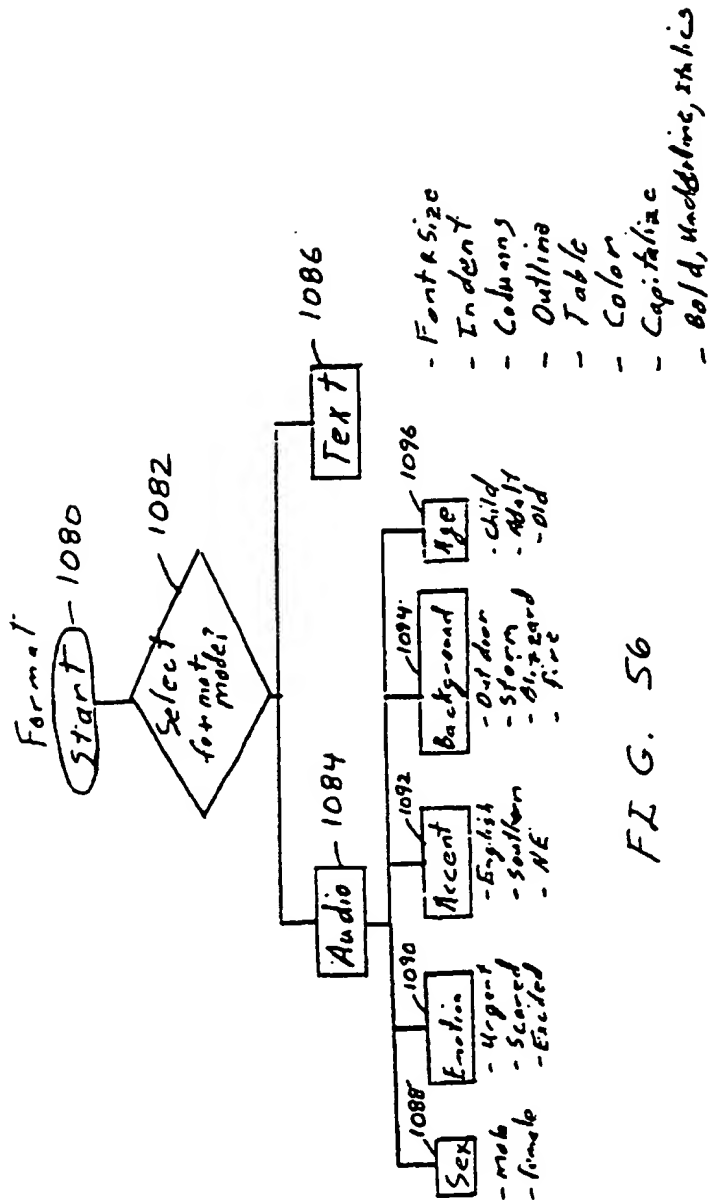 Format
Start
1080
Select
format
mode?
1082
Audio
1084
Text
1086
Sex
1088
- Male
- Female
Emotion
1090
- Urgent
- Scared
- Excited
Accent
1092
- English
- Southern
- NE
Background
1094
- Outdoor
- Storm
- Blizzard
- Fire
Age
1096
- Child
- Adult
- Old
- Font & Size
- Indent
- Columns
- Outline
- Table
- Color
- Capitalize
- Bold, Underline, Italics
FIG. 56